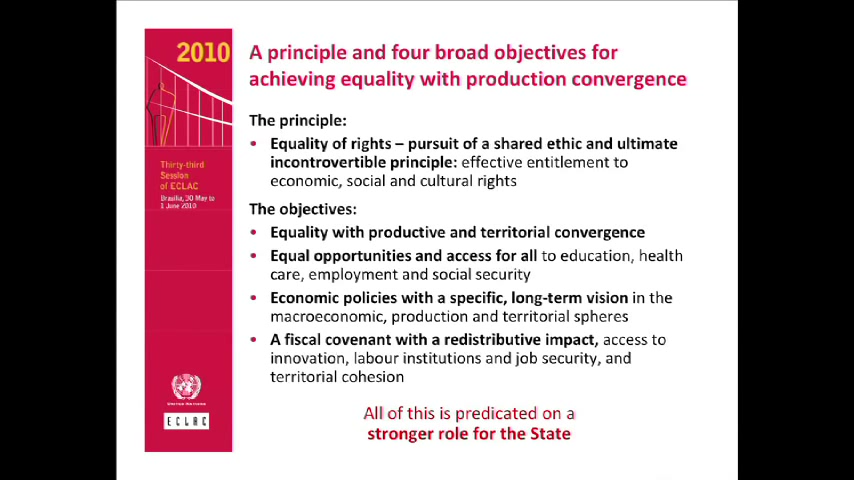 2010
Thirty-third
Session
of ECLAC
Brasilia, 30 May to
1 June 2010
ECLAC
A principle and four broad objectives for
achieving equality with production convergence
The principle:
• Equality of rights – pursuit of a shared ethic and ultimate
incontrovertible principle: effective entitlement to
economic, social and cultural rights
The objectives:
• Equality with productive and territorial convergence
• Equal opportunities and access for all to education, health
care, employment and social security
• Economic policies with a specific, long-term vision in the
macroeconomic, production and territorial spheres
• A fiscal covenant with a redistributive impact, access to
innovation, labour institutions and job security, and
territorial cohesion
All of this is predicated on a
stronger role for the State